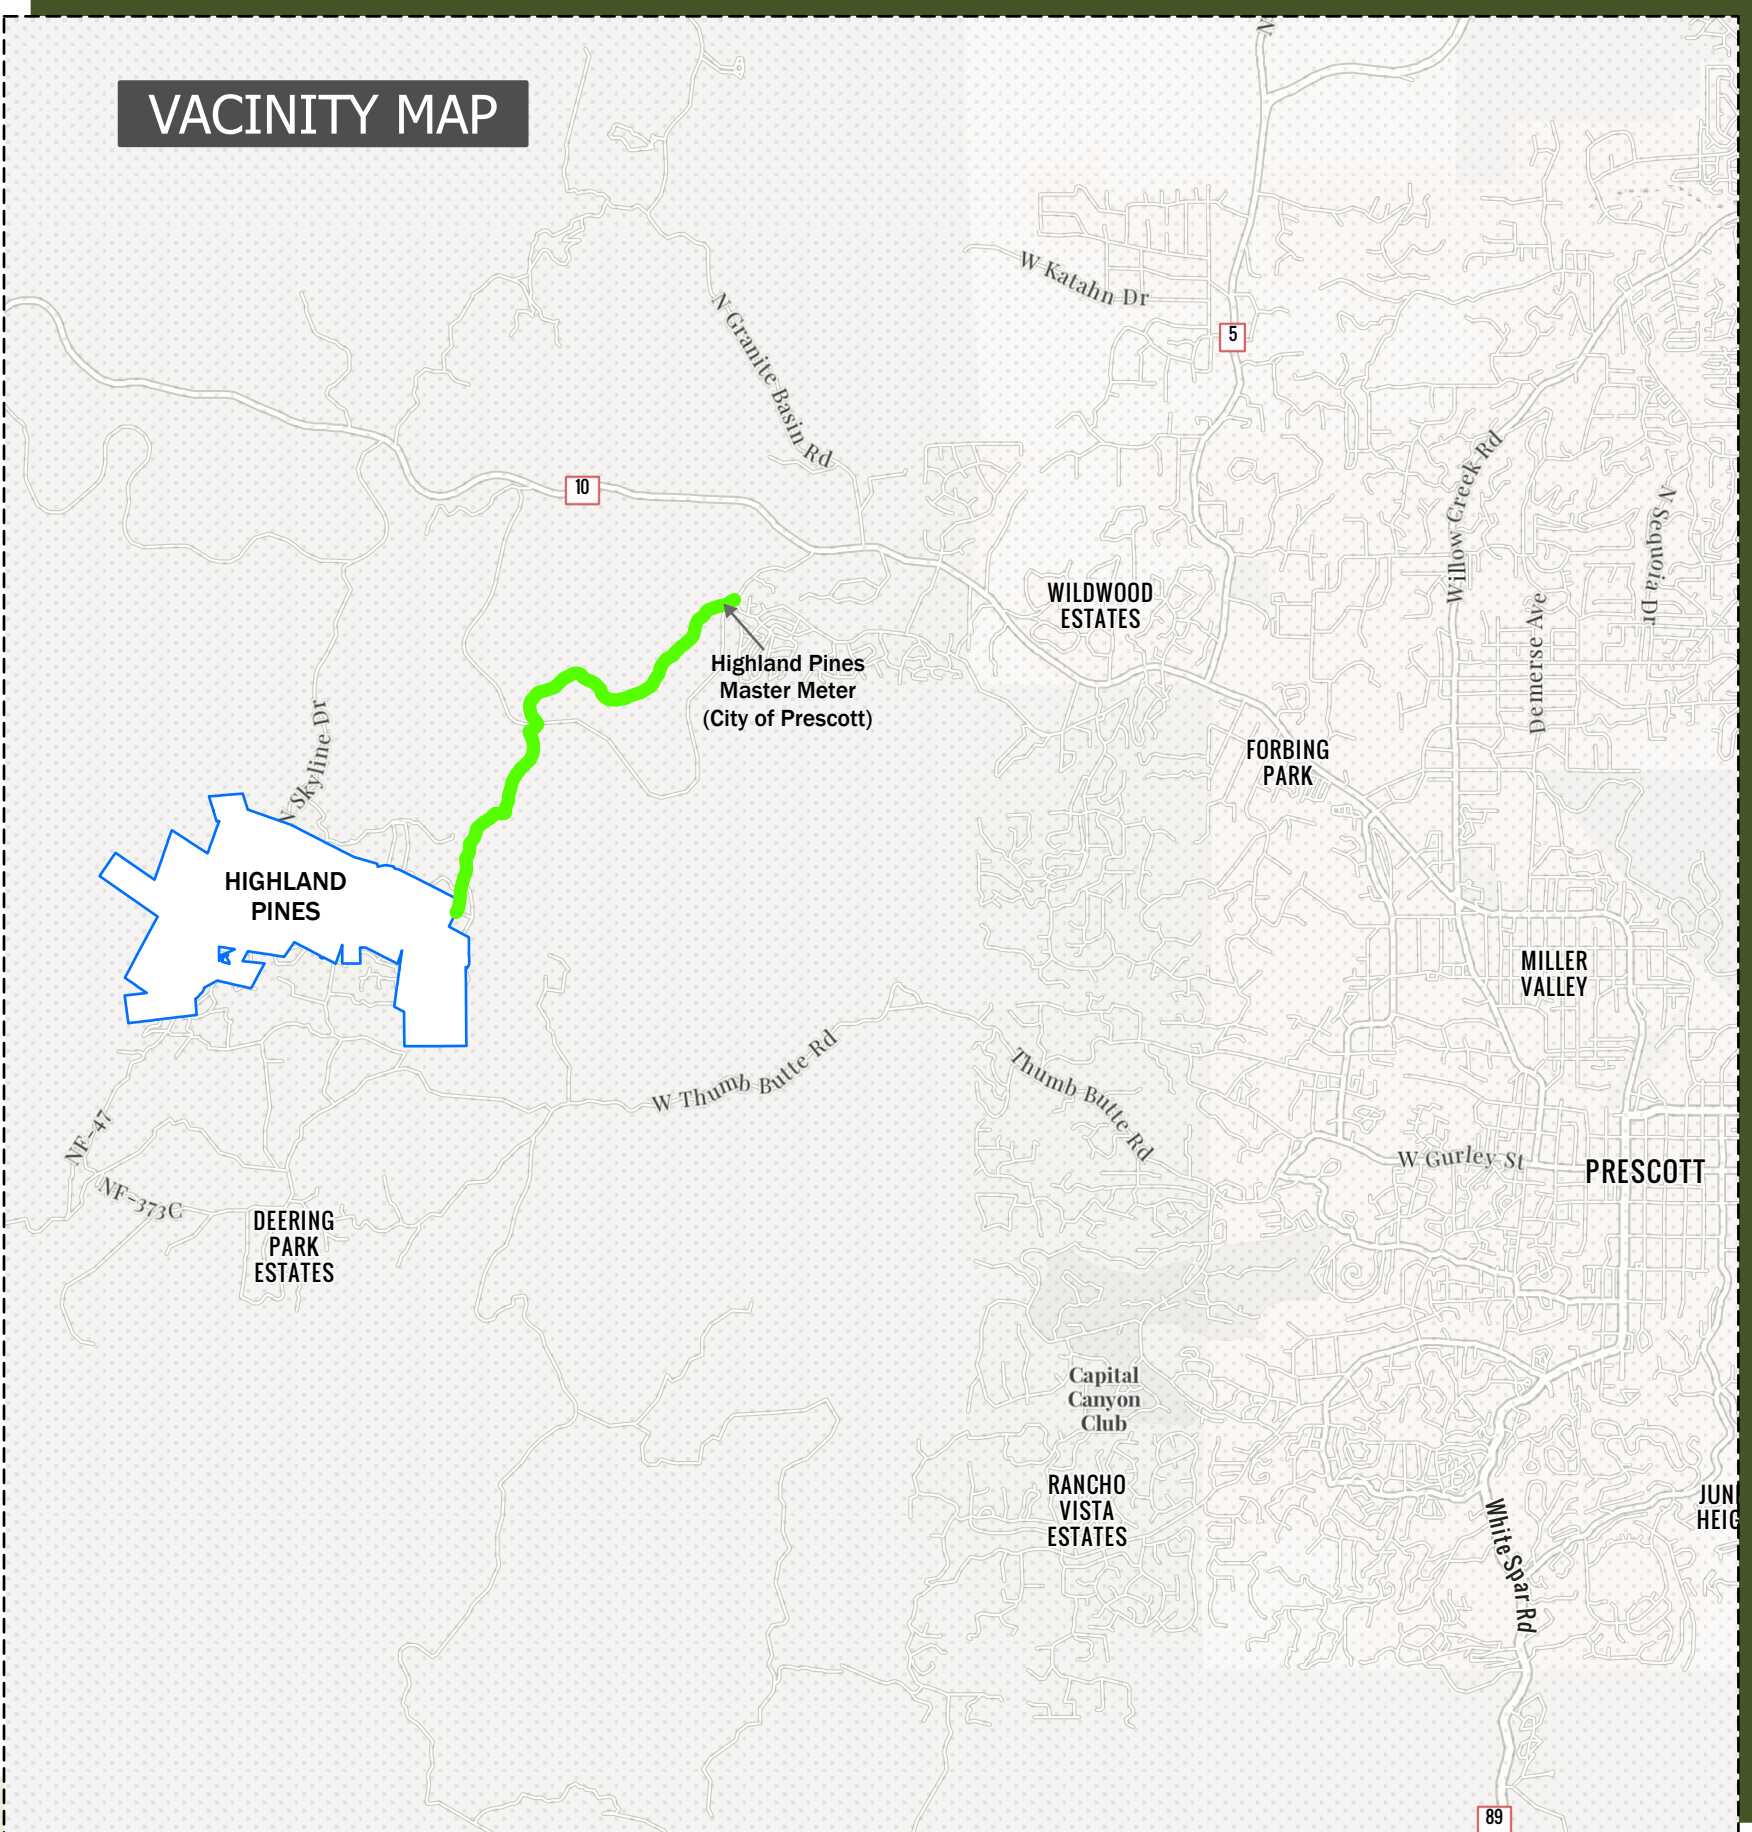 VACINITY MAP
N
W Katahn Dr
5
N Granite Basin Rd
10
Willow Creek Rd
N Sequoia Dr
Demerse Ave
WILDWOOD
ESTATES
Highland Pines
Master Meter
(City of Prescott)
N Skyline Dr
FORBING
PARK
HIGHLAND
PINES
MILLER
VALLEY
W Thumb Butte Rd
Thumb Butte Rd
NF-47
W Gurley St
PRESCOTT
NF-373C
DEERING
PARK
ESTATES
Capital
Canyon
Club
RANCHO
VISTA
ESTATES
JUNI
HEIG
White Spar Rd
89